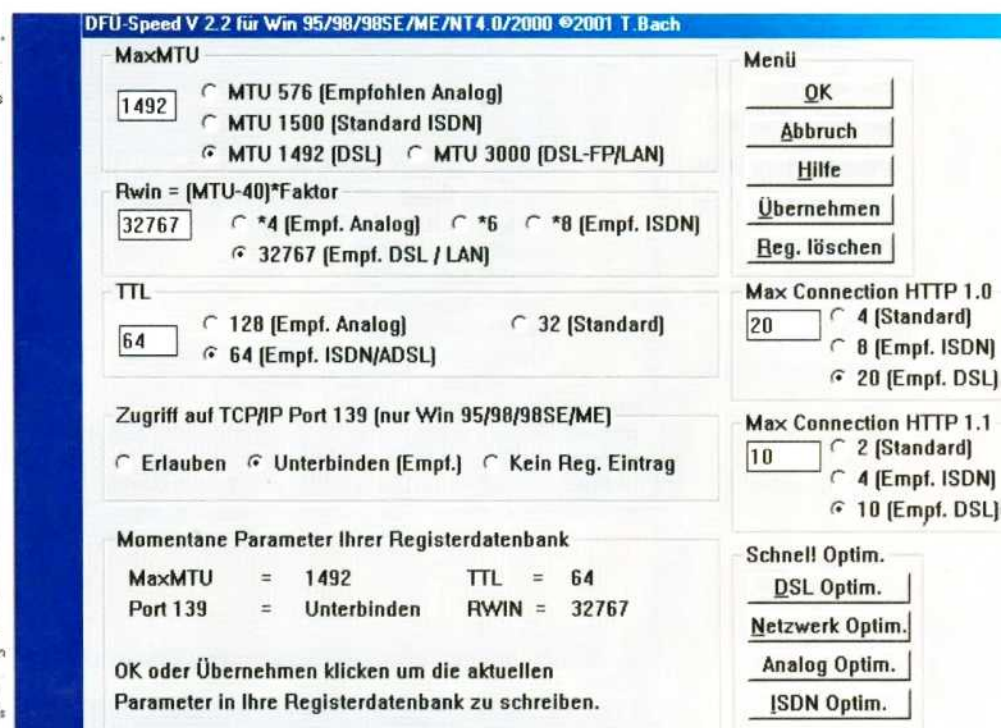 DFÜ-Speed V 2.2 für Win 95/98/98SE/ME/NT4.0/2000 ©2001 T.Bach
MaxMTU
1492
MTU 576 (Empfohlen Analog)
MTU 1500 (Standard ISDN)
MTU 1492 (DSL) MTU 3000 (DSL-FP/LAN)
Rwin = (MTU-40)*Faktor
32767
*4 (Empf. Analog) *6 *8 (Empf. ISDN)
32767 (Empf. DSL / LAN)
TTL
64
128 (Empf. Analog) 32 (Standard)
64 (Empf. ISDN/ADSL)
Zugriff auf TCP/IP Port 139 (nur Win 95/98/98SE/ME)
Erlauben Unterbinden (Empf.) Kein Reg. Eintrag
Momentane Parameter Ihrer Registerdatenbank
MaxMTU = 1492 TTL = 64
Port 139 = Unterbinden RWIN = 32767
OK oder Übernehmen klicken um die aktuellen
Parameter in Ihre Registerdatenbank zu schreiben.
Menü
OK
Abbruch
Hilfe
Übernehmen
Reg. löschen
Max Connection HTTP 1.0
20
4 (Standard)
8 (Empf. ISDN)
20 (Empf. DSL)
Max Connection HTTP 1.1
10
2 (Standard)
4 (Empf. ISDN)
10 (Empf. DSL)
Schnell Optim.
DSL Optim.
Netzwerk Optim.
Analog Optim.
ISDN Optim.